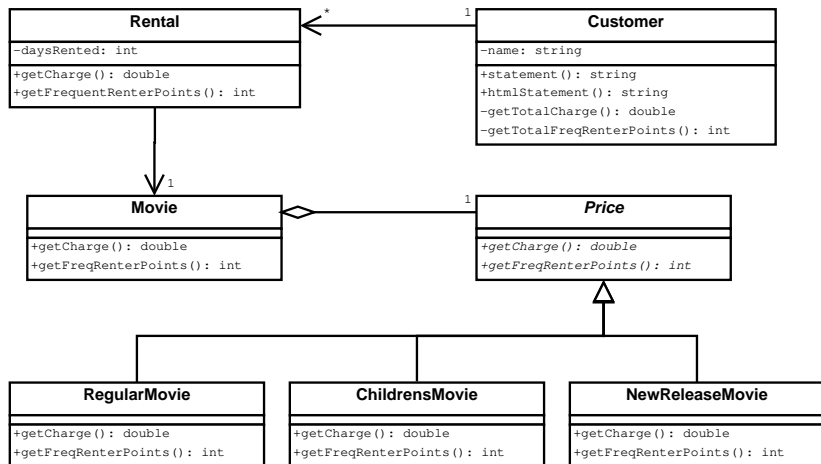 Rental
-daysRented: int
+getCharge(): double
+getFrequentRenterPoints(): int
*
1
Customer
-name: string
+statement(): string
+htmlStatement(): string
-getTotalCharge(): double
-getTotalFreqRenterPoints(): int
1
Movie
+getCharge(): double
+getFreqRenterPoints(): int
1
Price
+getCharge(): double
+getFreqRenterPoints(): int
RegularMovie
+getCharge(): double
+getFreqRenterPoints(): int
ChildrensMovie
+getCharge(): double
+getFreqRenterPoints(): int
NewReleaseMovie
+getCharge(): double
+getFreqRenterPoints(): int